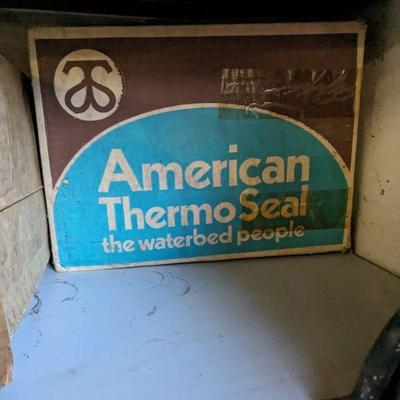 American
Thermo Seal
the waterbed people